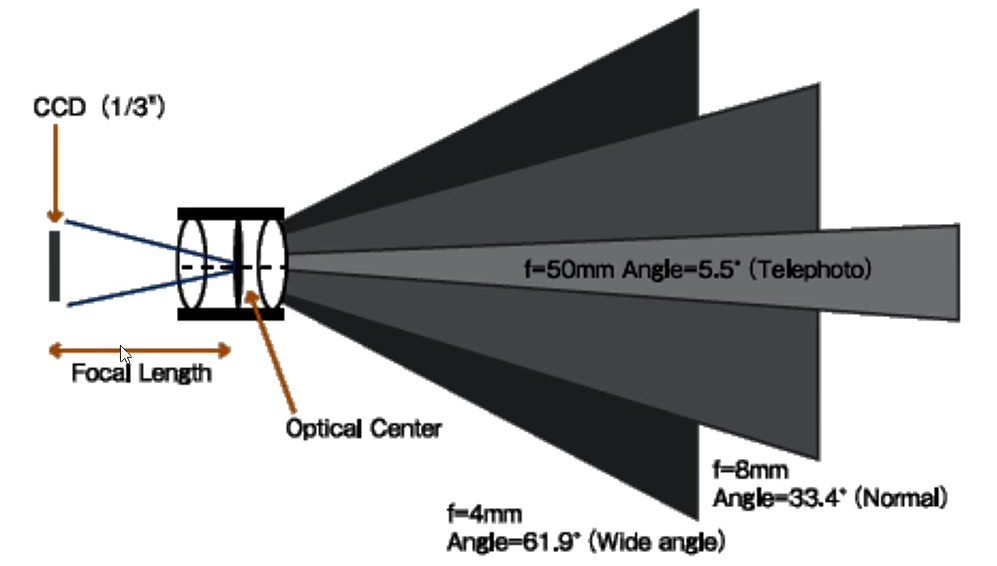 CCD (1/3")
f=50mm Angle=5.5° (Telephoto)
Focal Length
Optical Center
f=8mm
Angle=33.4° (Normal)
f=4mm
Angle=61.9° (Wide angle)